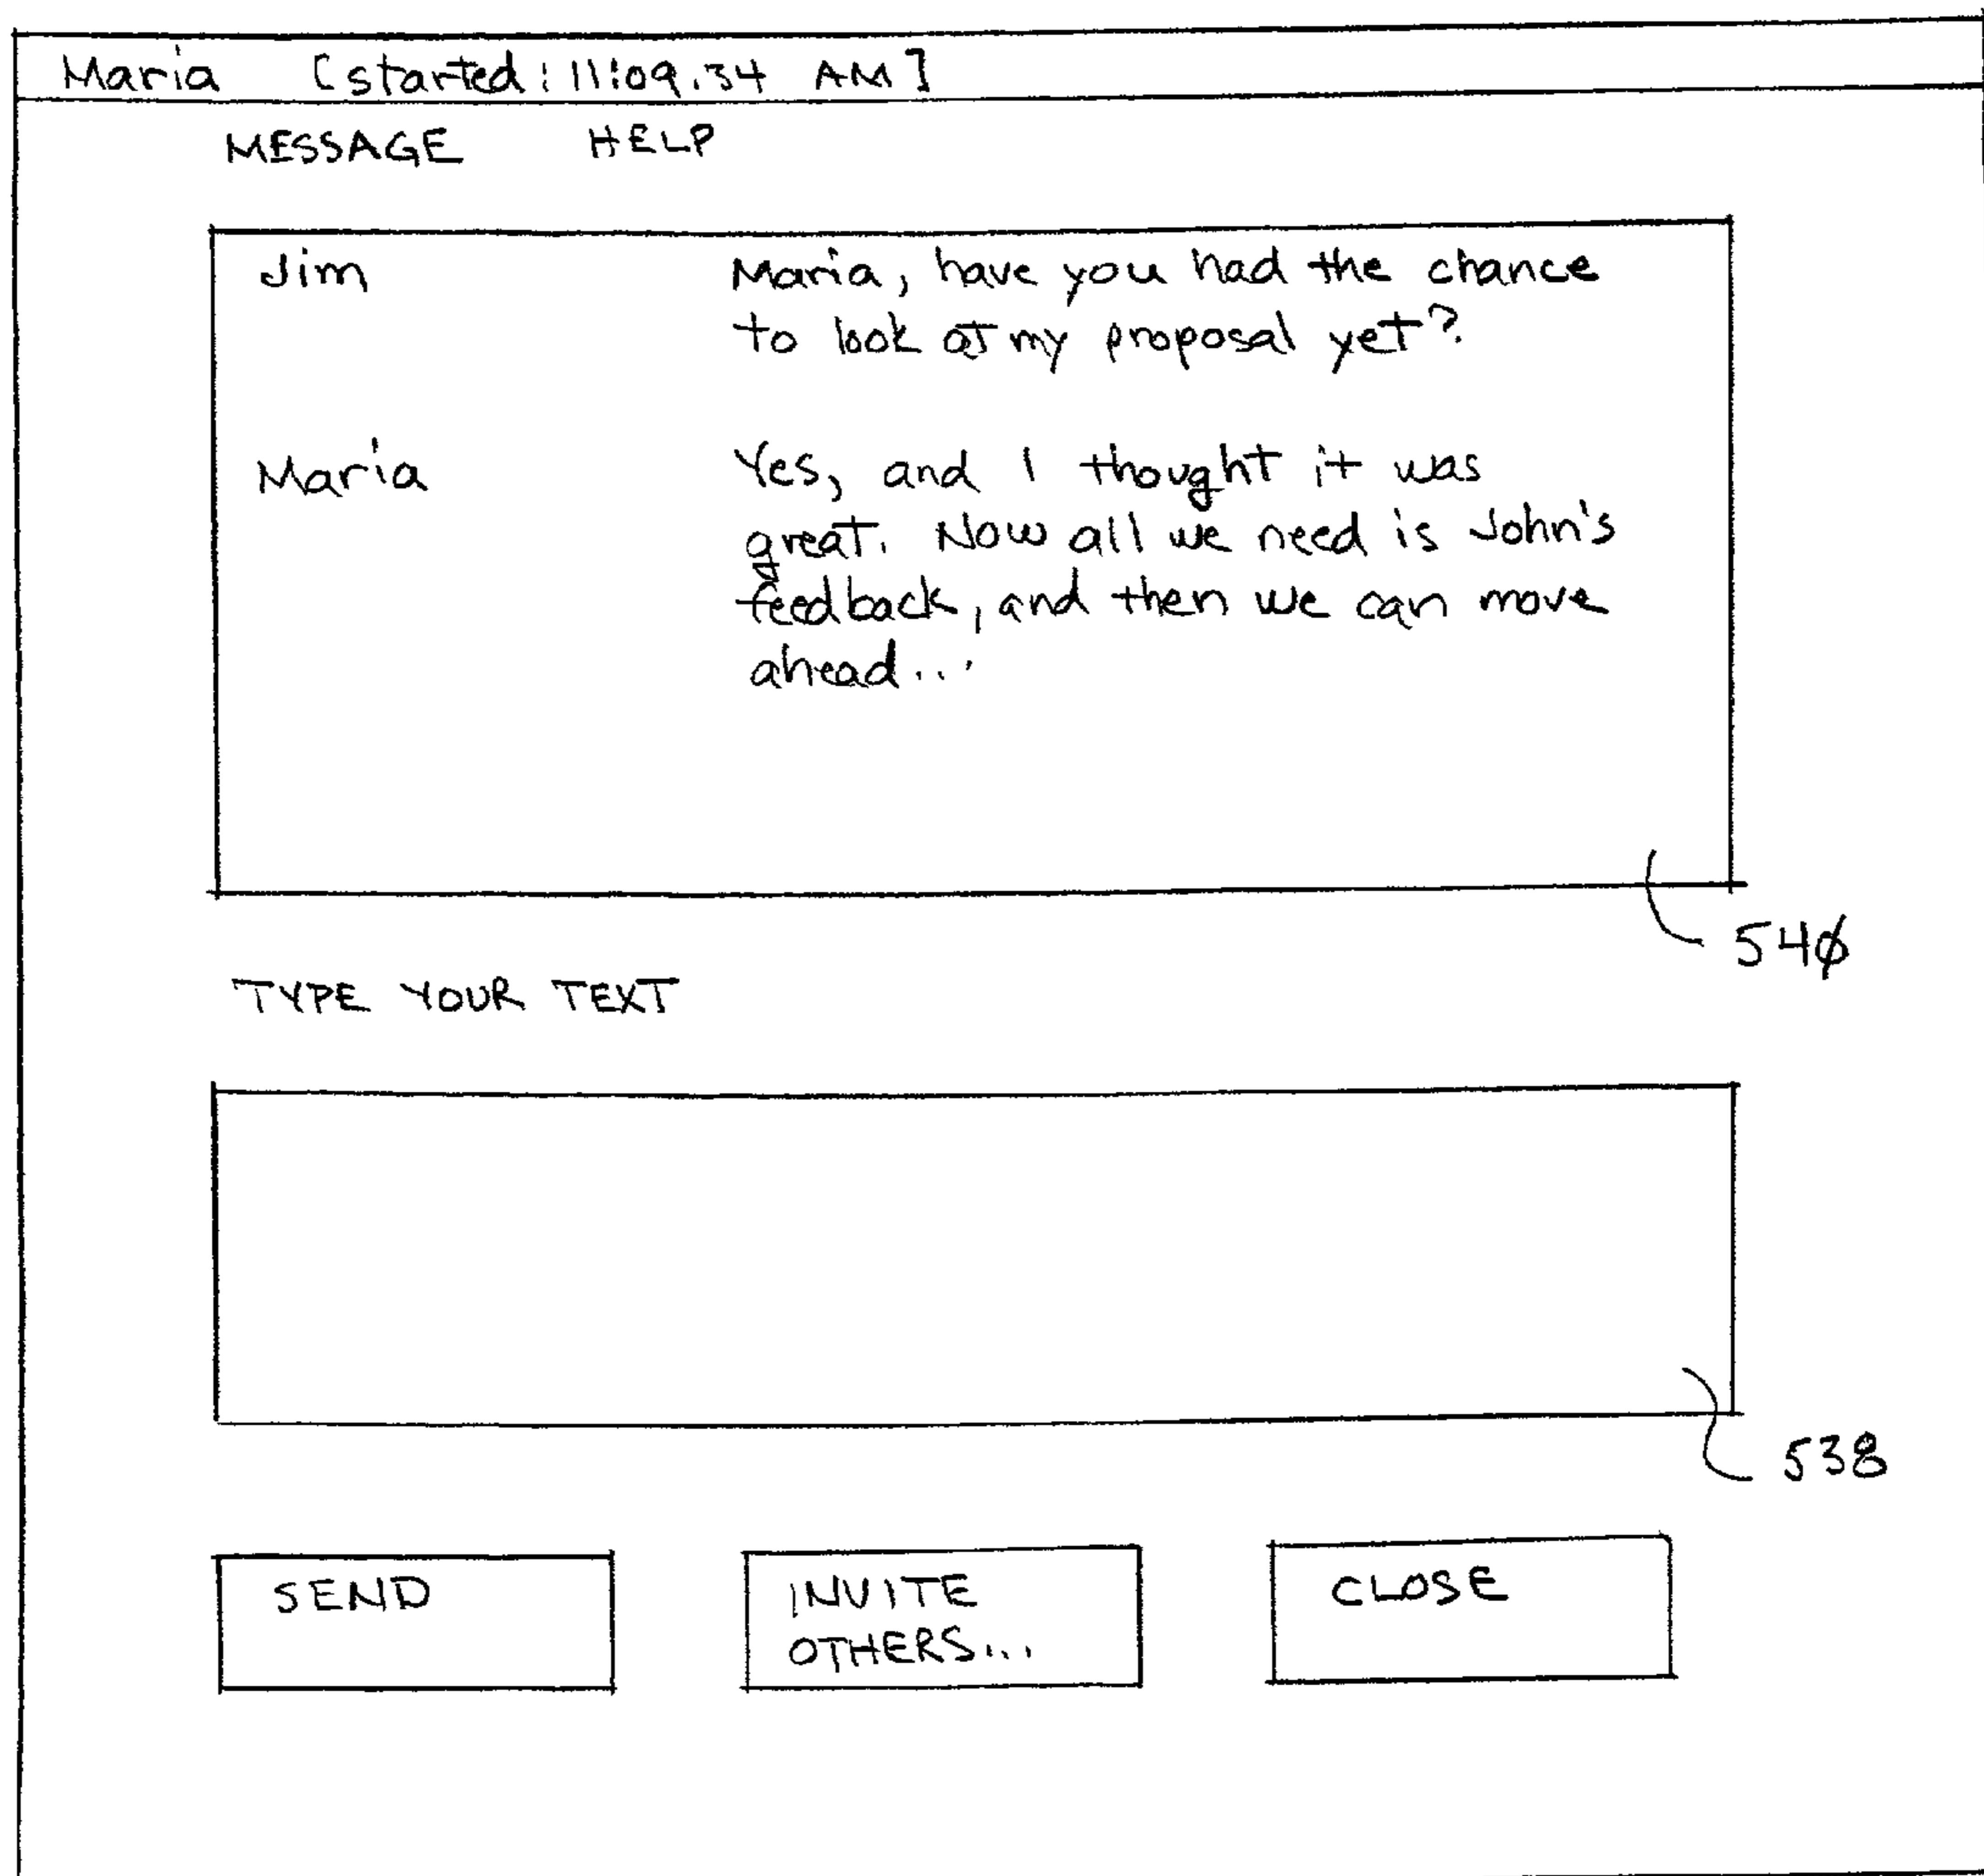 Maria [started: 11:09.34 AM]
MESSAGE HELP
Jim Maria, have you had the chance
to look at my proposal yet?
Maria Yes, and I thought it was
great. Now all we need is John's
feedback, and then we can move
ahead...
540
TYPE YOUR TEXT
538
SEND
INVITE
OTHERS...
CLOSE